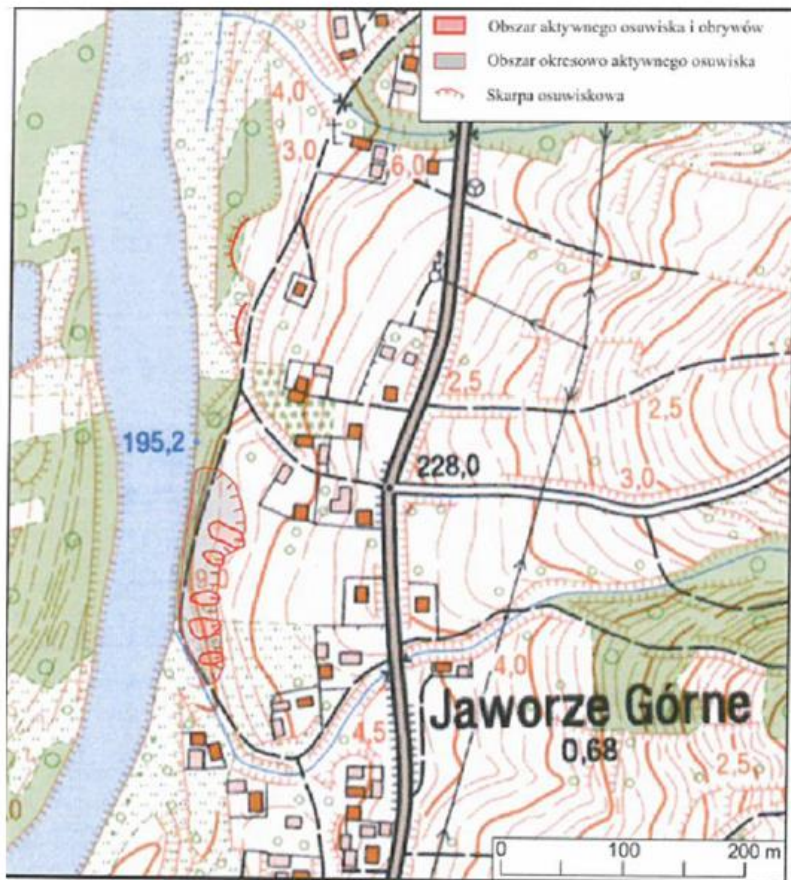 Obszar aktywnego osuwiska i obrywów
Obszar okresowo aktywnego osuwiska
Skarpa osuwiskowa
4,0
3,0
6,0
2,5
2,5
195,2
228,0
3,0
4,0
Jaworze Górne
0,68
4,5
2,5
0 100 200 m